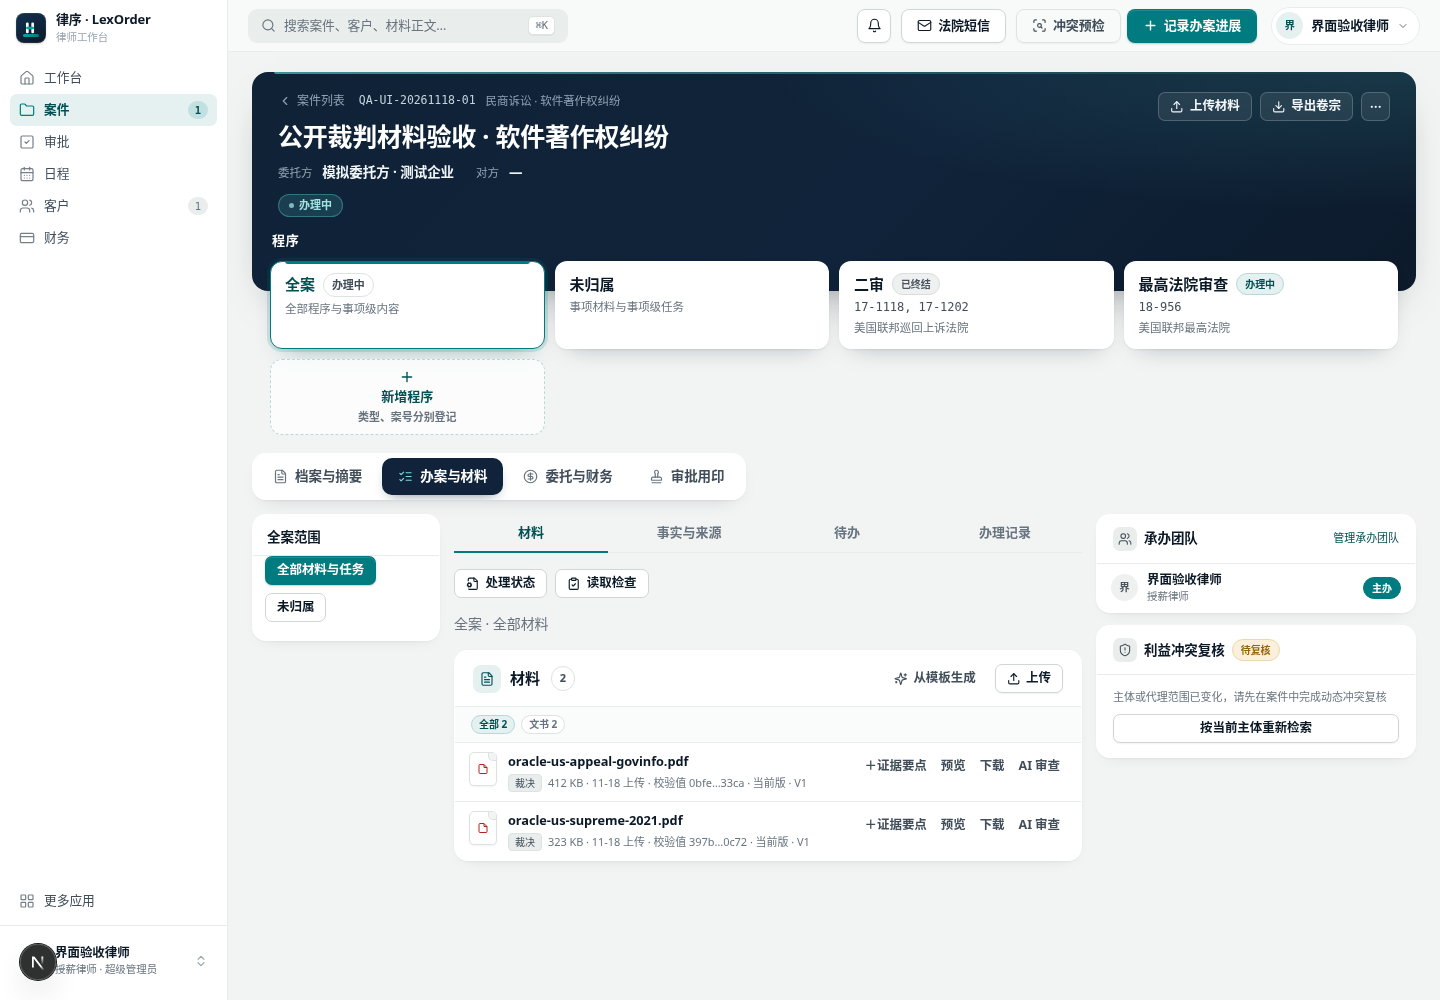 律序 · LexOrder
律师工作台
搜索案件、客户、材料正文...
⌘K
法院短信
冲突预检
记录办案进展
界
界面验收律师
工作台
案件
1
审批
日程
客户
1
财务
更多应用
N
界面验收律师
授薪律师 · 超级管理员
案件列表 QA-UI-20261118-01 民商诉讼 · 软件著作权纠纷
上传材料
导出卷宗
公开裁判材料验收 · 软件著作权纠纷
委托方 模拟委托方 · 测试企业 对方 —
办理中
程序
全案 办理中
全部程序与事项级内容
未归属
事项材料与事项级任务
二审 已终结
17-1118, 17-1202
美国联邦巡回上诉法院
最高法院审查 办理中
18-956
美国联邦最高法院
新增程序
类型、案号分别登记
档案与摘要
办案与材料
委托与财务
审批用印
全案范围
全部材料与任务
未归属
材料
事实与来源
待办
办理记录
处理状态
读取检查
全案 · 全部材料
材料 2
从模板生成
上传
全部 2 文书 2
oracle-us-appeal-govinfo.pdf
裁决 412 KB · 11-18 上传 · 校验值 0bfe...33ca · 当前版 · V1
+证据要点 预览 下载 AI 审查
oracle-us-supreme-2021.pdf
裁决 323 KB · 11-18 上传 · 校验值 397b...0c72 · 当前版 · V1
+证据要点 预览 下载 AI 审查
承办团队
管理承办团队
界
界面验收律师
授薪律师
主办
利益冲突复核 待复核
主体或代理范围已变化，请先在案件中完成动态冲突复核
按当前主体重新检索